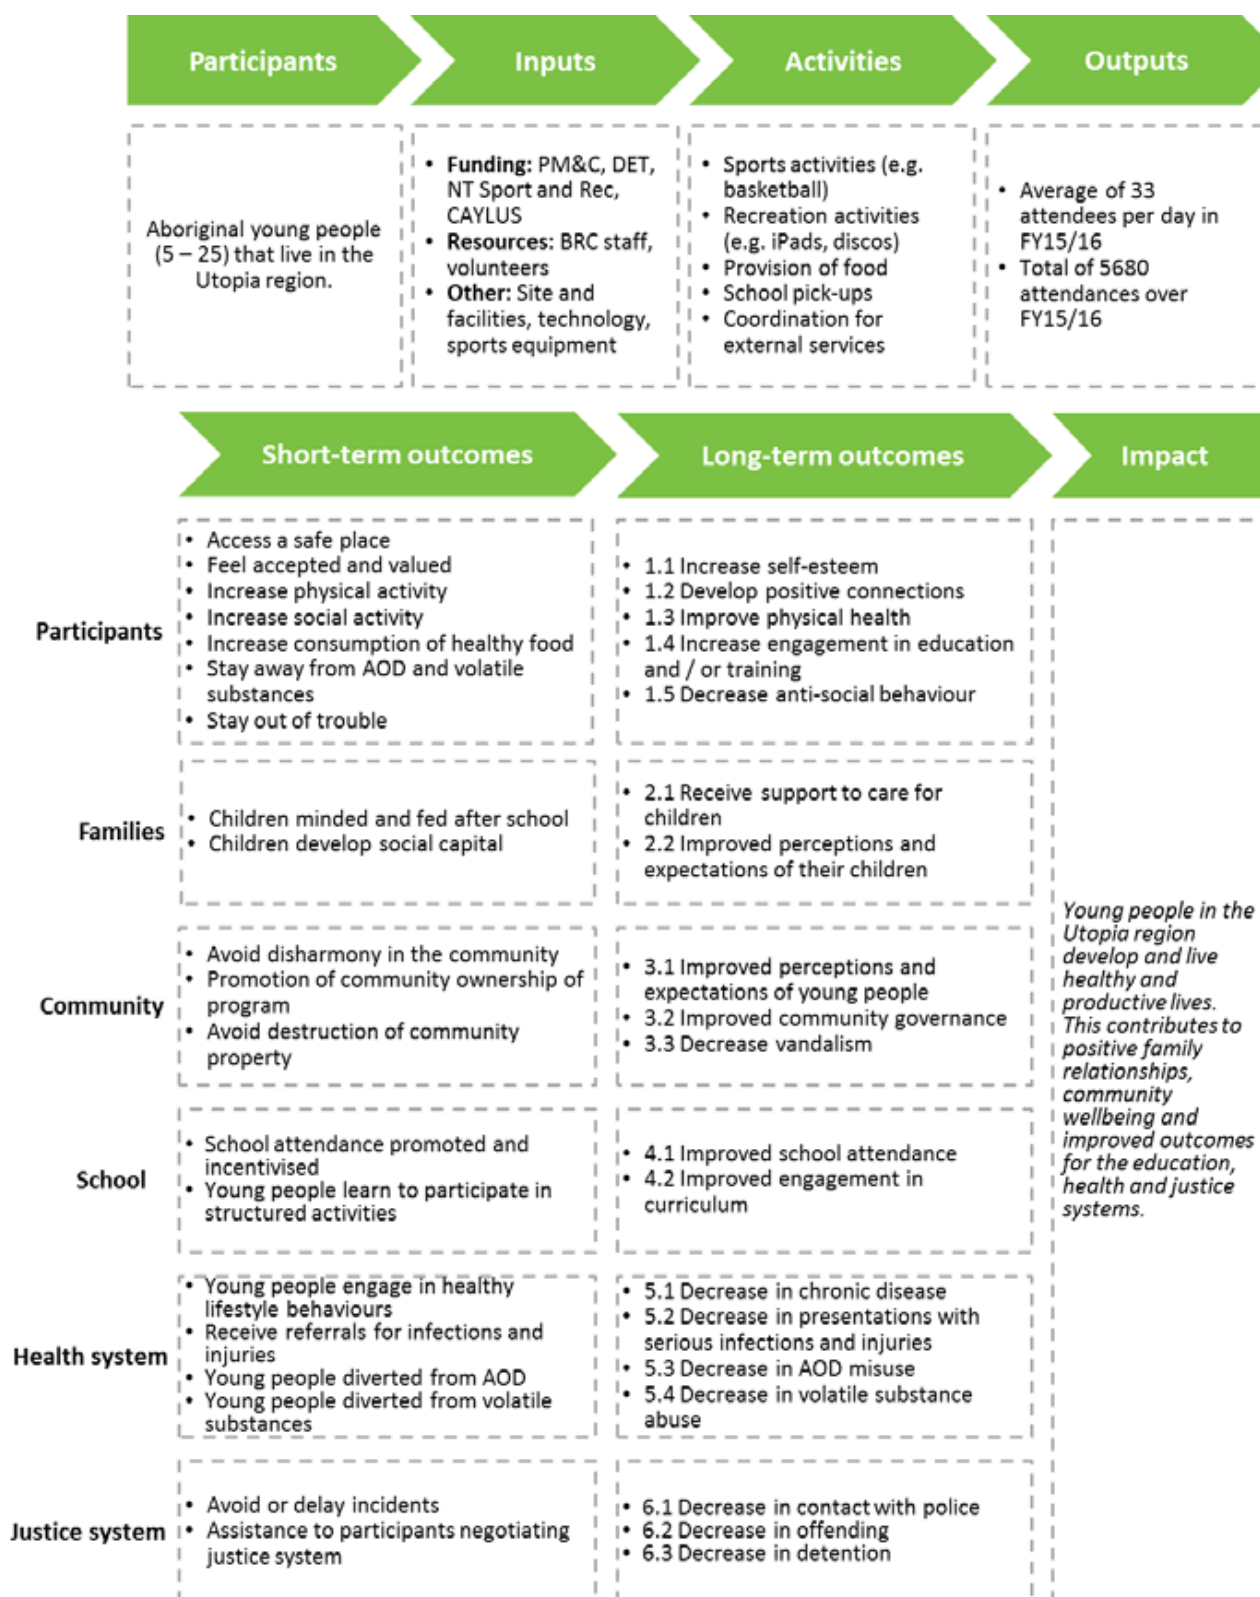 Participants
Inputs
Activities
Outputs
Aboriginal young people
(5 – 25) that live in the
Utopia region.
• Funding: PM&C, DET,
NT Sport and Rec,
CAYLUS
• Resources: BRC staff,
volunteers
• Other: Site and
facilities, technology,
sports equipment
• Sports activities (e.g.
basketball)
• Recreation activities
(e.g. iPads, discos)
• Provision of food
• School pick-ups
• Coordination for
external services
• Average of 33
attendees per day in
FY15/16
• Total of 5680
attendances over
FY15/16
Short-term outcomes
Long-term outcomes
Impact
Participants
• Access a safe place
• Feel accepted and valued
• Increase physical activity
• Increase social activity
• Increase consumption of healthy food
• Stay away from AOD and volatile
substances
• Stay out of trouble
• 1.1 Increase self-esteem
• 1.2 Develop positive connections
• 1.3 Improve physical health
• 1.4 Increase engagement in education
and / or training
• 1.5 Decrease anti-social behaviour
Families
• Children minded and fed after school
• Children develop social capital
• 2.1 Receive support to care for
children
• 2.2 Improved perceptions and
expectations of their children
Community
• Avoid disharmony in the community
• Promotion of community ownership of
program
• Avoid destruction of community
property
• 3.1 Improved perceptions and
expectations of young people
• 3.2 Improved community governance
• 3.3 Decrease vandalism
School
• School attendance promoted and
incentivised
• Young people learn to participate in
structured activities
• 4.1 Improved school attendance
• 4.2 Improved engagement in
curriculum
Health system
• Young people engage in healthy
lifestyle behaviours
• Receive referrals for infections and
injuries
• Young people diverted from AOD
• Young people diverted from volatile
substances
• 5.1 Decrease in chronic disease
• 5.2 Decrease in presentations with
serious infections and injuries
• 5.3 Decrease in AOD misuse
• 5.4 Decrease in volatile substance
abuse
Justice system
• Avoid or delay incidents
• Assistance to participants negotiating
justice system
• 6.1 Decrease in contact with police
• 6.2 Decrease in offending
• 6.3 Decrease in detention
Young people in the
Utopia region
develop and live
healthy and
productive lives.
This contributes to
positive family
relationships,
community
wellbeing and
improved outcomes
for the education,
health and justice
systems.